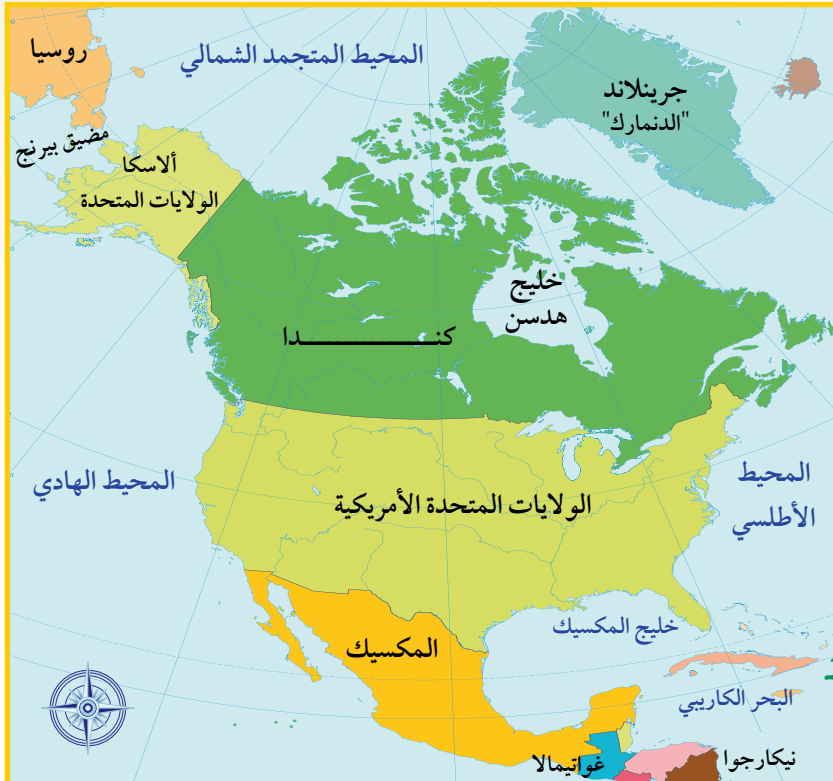 المحيط المتجمد الشمالي
روسيا
جرينلاند
"الدنمارك"
مضيق بيرنج
ألاسكا
الولايات المتحدة
خليج
هدسن
كنـــــــــدا
المحيط
الأطلسي
المحيط الهادي
الولايات المتحدة الأمريكية
خليج المكسيك
المكسيك
البحر الكاريبي
نيكارجوا
غواتيمالا